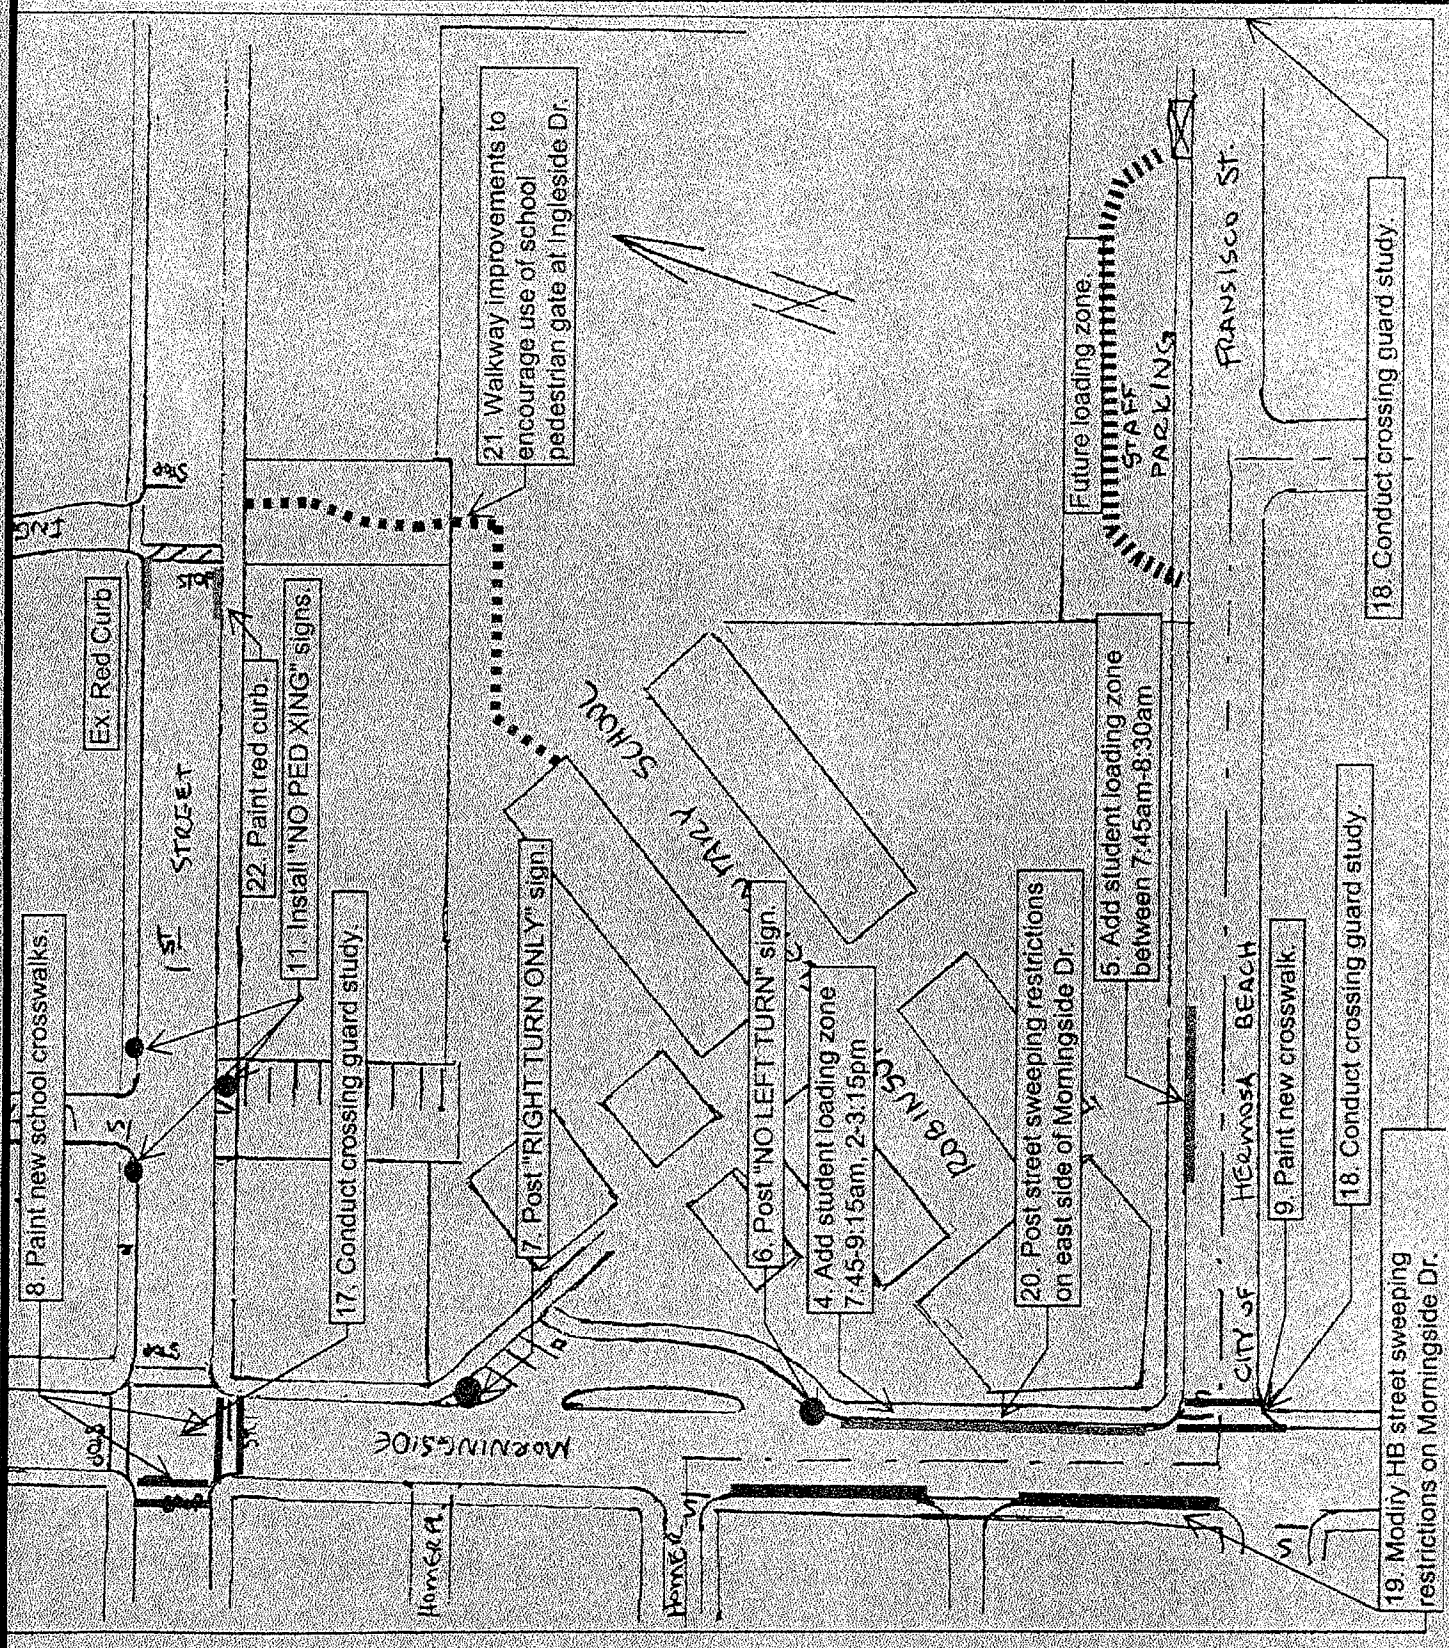 8. Paint new school crosswalks.
Ex. Red Curb
1ST STREET
STOP
STOP
STOP
STOP
22. Paint red curb.
11. Install "NO PED XING" signs.
17. Conduct crossing guard study.
21. Walkway improvements to
encourage use of school
pedestrian gate at Ingleside Dr.
7. Post "RIGHT TURN ONLY" sign.
MORNINGSIDE
HOMER PL.
HOMER
SCHOOL
6. Post "NO LEFT TURN" sign.
4. Add student loading zone
7:45-9:15am, 2-3:15pm
ROBINSO
20. Post street sweeping restrictions
on east side of Morningside Dr.
Future loading zone.
STAFF
PARKING
5. Add student loading zone
between 7:45am-8:30am
FRANSISCO ST.
CITY OF HERMOSA BEACH
9. Paint new crosswalk.
18. Conduct crossing guard study.
18. Conduct crossing guard study.
19. Modify HB street sweeping
restrictions on Morningside Dr.